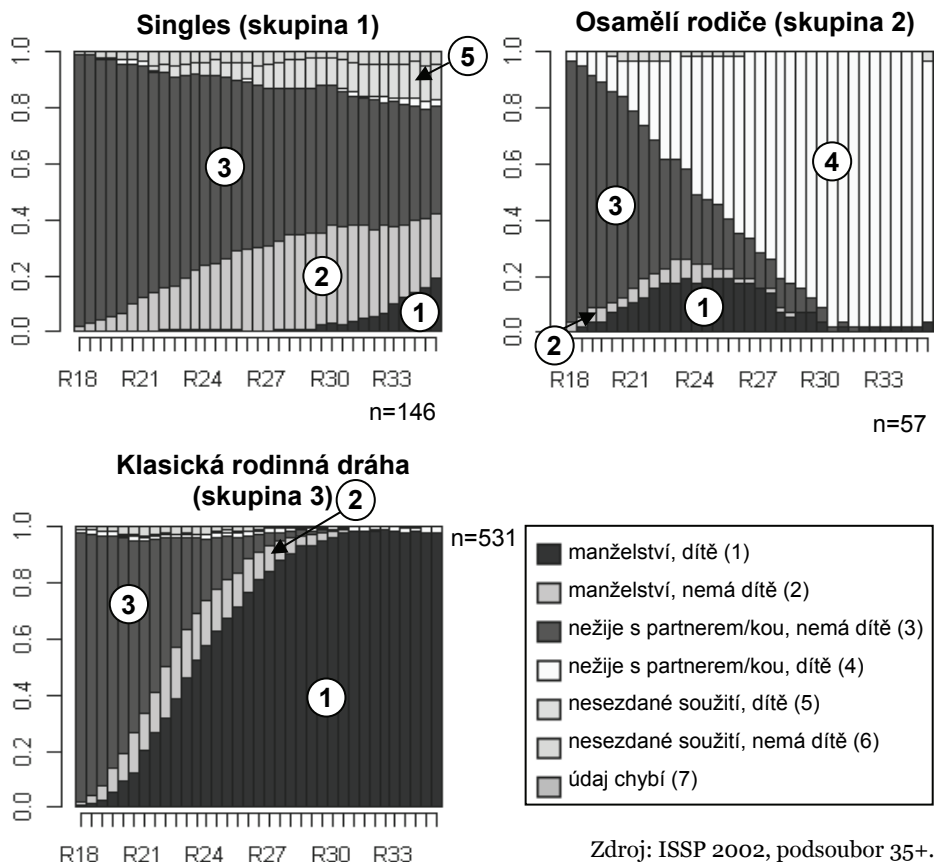 Singles (skupina 1)
0.0 0.2 0.4 0.6 0.8 1.0
5
3
2
1
R18 R21 R24 R27 R30 R33
n=146
Osamělí rodiče (skupina 2)
0.0 0.2 0.4 0.6 0.8 1.0
4
3
1
2
R18 R21 R24 R27 R30 R33
n=57
Klasická rodinná dráha
(skupina 3)
2
0.0 0.2 0.4 0.6 0.8 1.0
n=531
3
1
R18 R21 R24 R27 R30 R33
manželství, dítě (1)
manželství, nemá dítě (2)
nežije s partnerem/kou, nemá dítě (3)
nežije s partnerem/kou, dítě (4)
nesezdané soužití, dítě (5)
nesezdané soužití, nemá dítě (6)
údaj chybí (7)
Zdroj: ISSP 2002, podsoubor 35+.